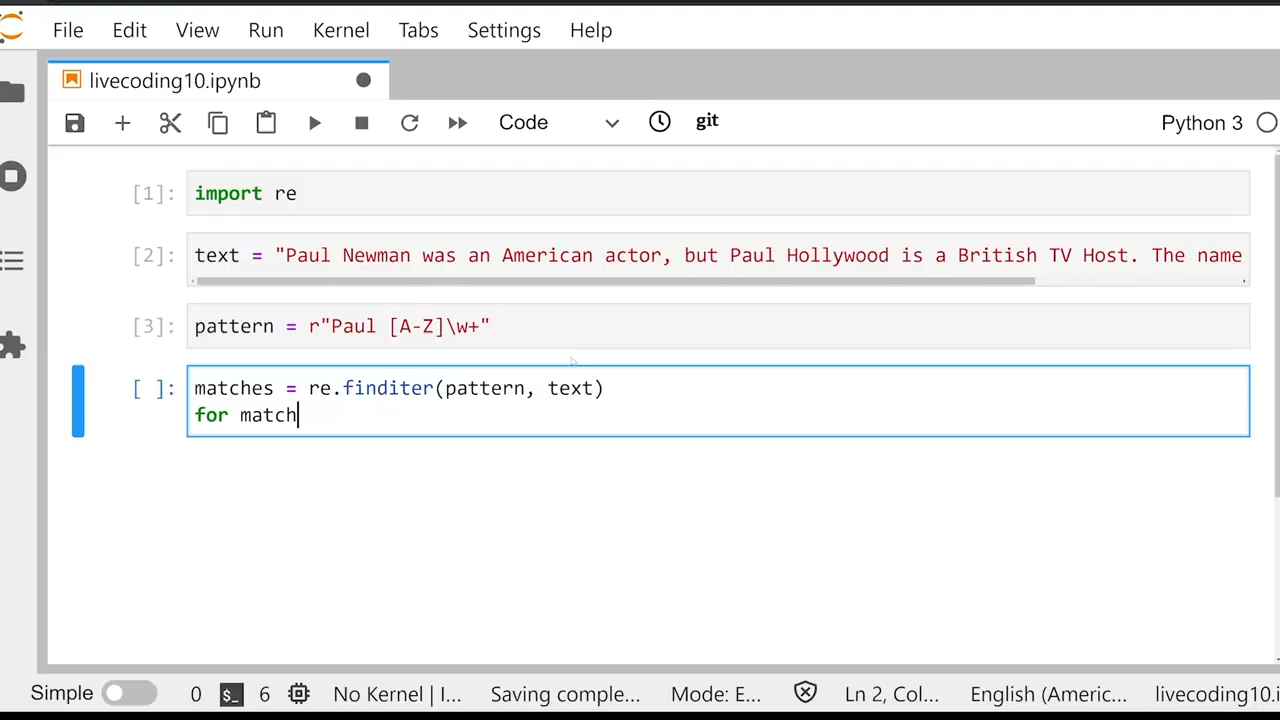 File Edit View Run Kernel Tabs Settings Help
livecoding10.ipynb
Code git Python 3
[1]: import re
[2]: text = "Paul Newman was an American actor, but Paul Hollywood is a British TV Host. The name
[3]: pattern = r"Paul [A-Z]\w+"
[ ]: matches = re.finditer(pattern, text)
for match
Simple 0 $_ 6 No Kernel | I... Saving comple... Mode: E... Ln 2, Col... English (Americ... livecoding10.i